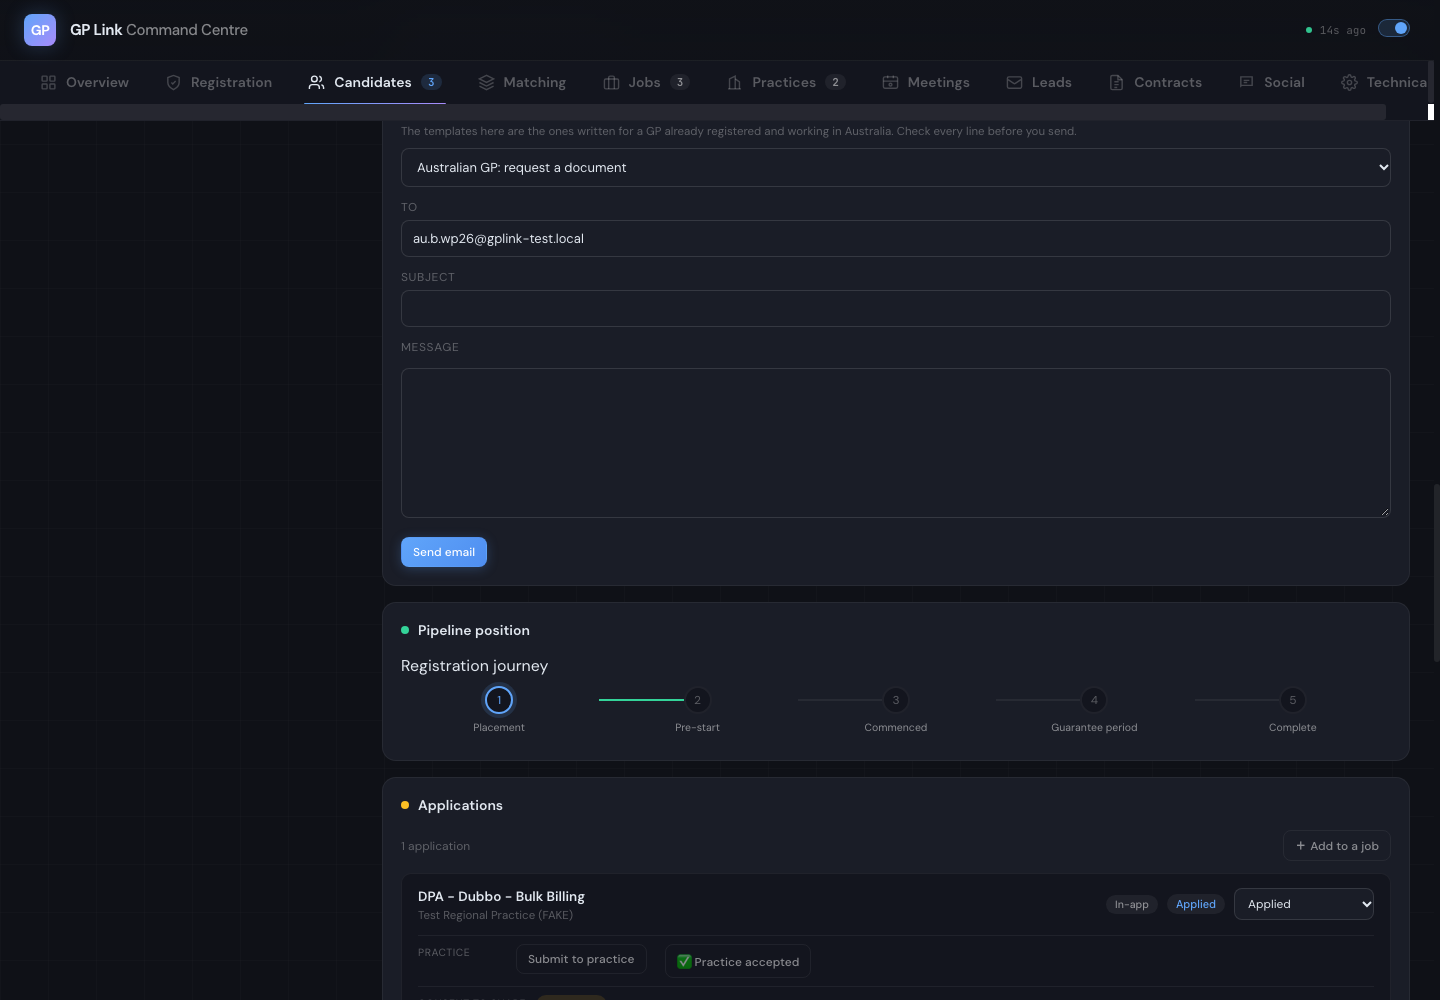 GP
GP Link Command Centre
14s ago
Overview
Registration
Candidates 3
Matching
Jobs 3
Practices 2
Meetings
Leads
Contracts
Social
Technica
The templates here are the ones written for a GP already registered and working in Australia. Check every line before you send.
Australian GP: request a document
TO
au.b.wp26@gplink-test.local
SUBJECT
MESSAGE
Send email
Pipeline position
Registration journey
1
2
3
4
5
Placement
Pre-start
Commenced
Guarantee period
Complete
Applications
1 application
+ Add to a job
DPA - Dubbo - Bulk Billing
Test Regional Practice (FAKE)
In-app
Applied
Applied
PRACTICE
Submit to practice
✅ Practice accepted